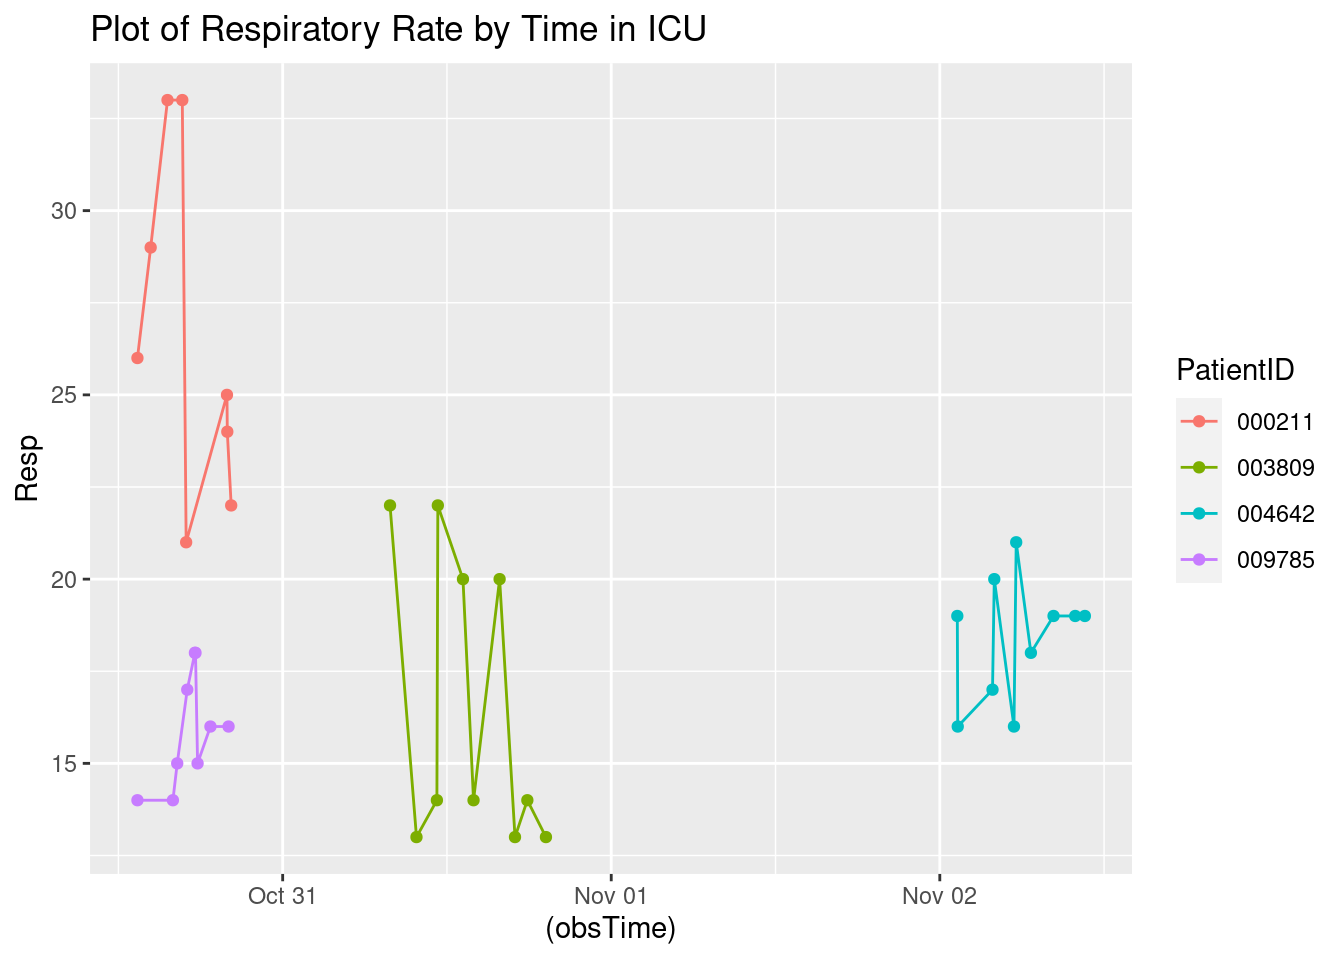 Plot of Respiratory Rate by Time in ICU
Resp
30
25
20
15
Oct 31
Nov 01
Nov 02
(obsTime)
PatientID
000211
003809
004642
009785